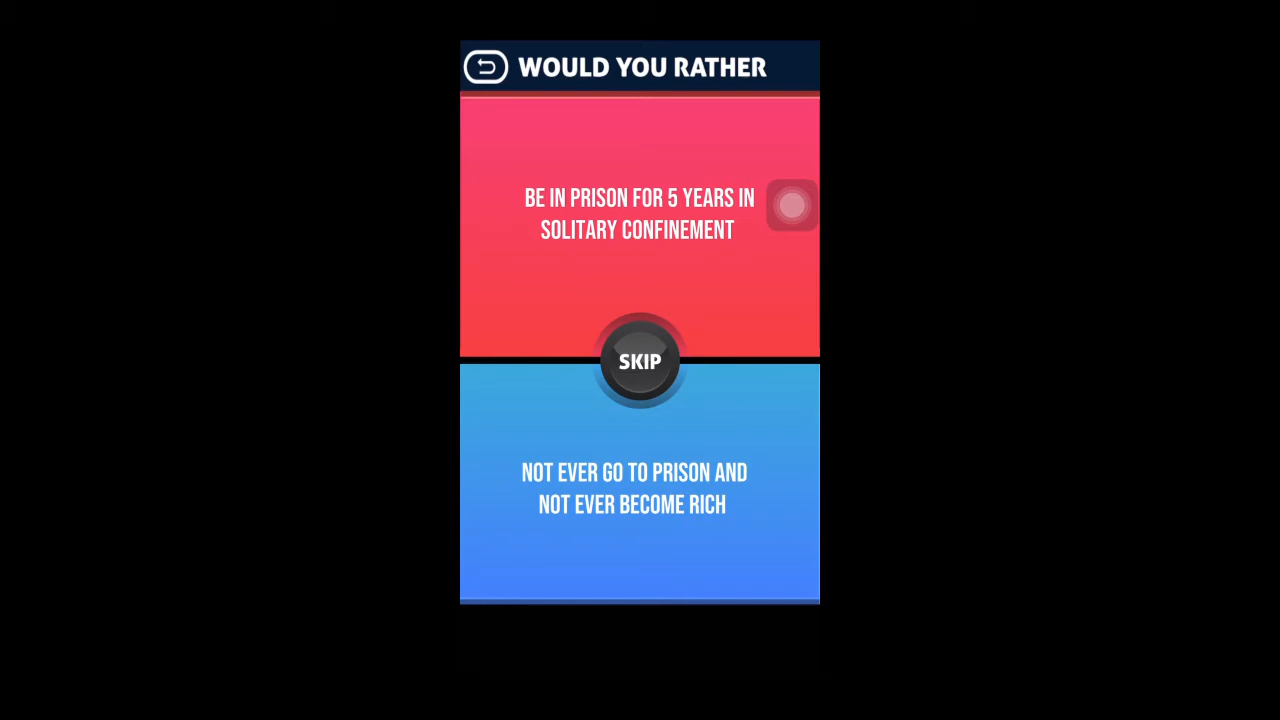 WOULD YOU RATHER
BE IN PRISON FOR 5 YEARS IN
SOLITARY CONFINEMENT
SKIP
NOT EVER GO TO PRISON AND
NOT EVER BECOME RICH